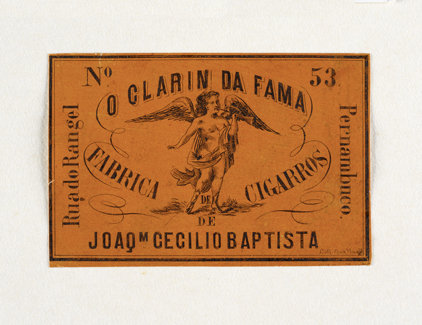 Nº 53
O CLARIN DA FAMA
Rua do Rangel
Pernambuco.
FABRICA DE CIGARROS
DE
JOAQM CECILIO BAPTISTA